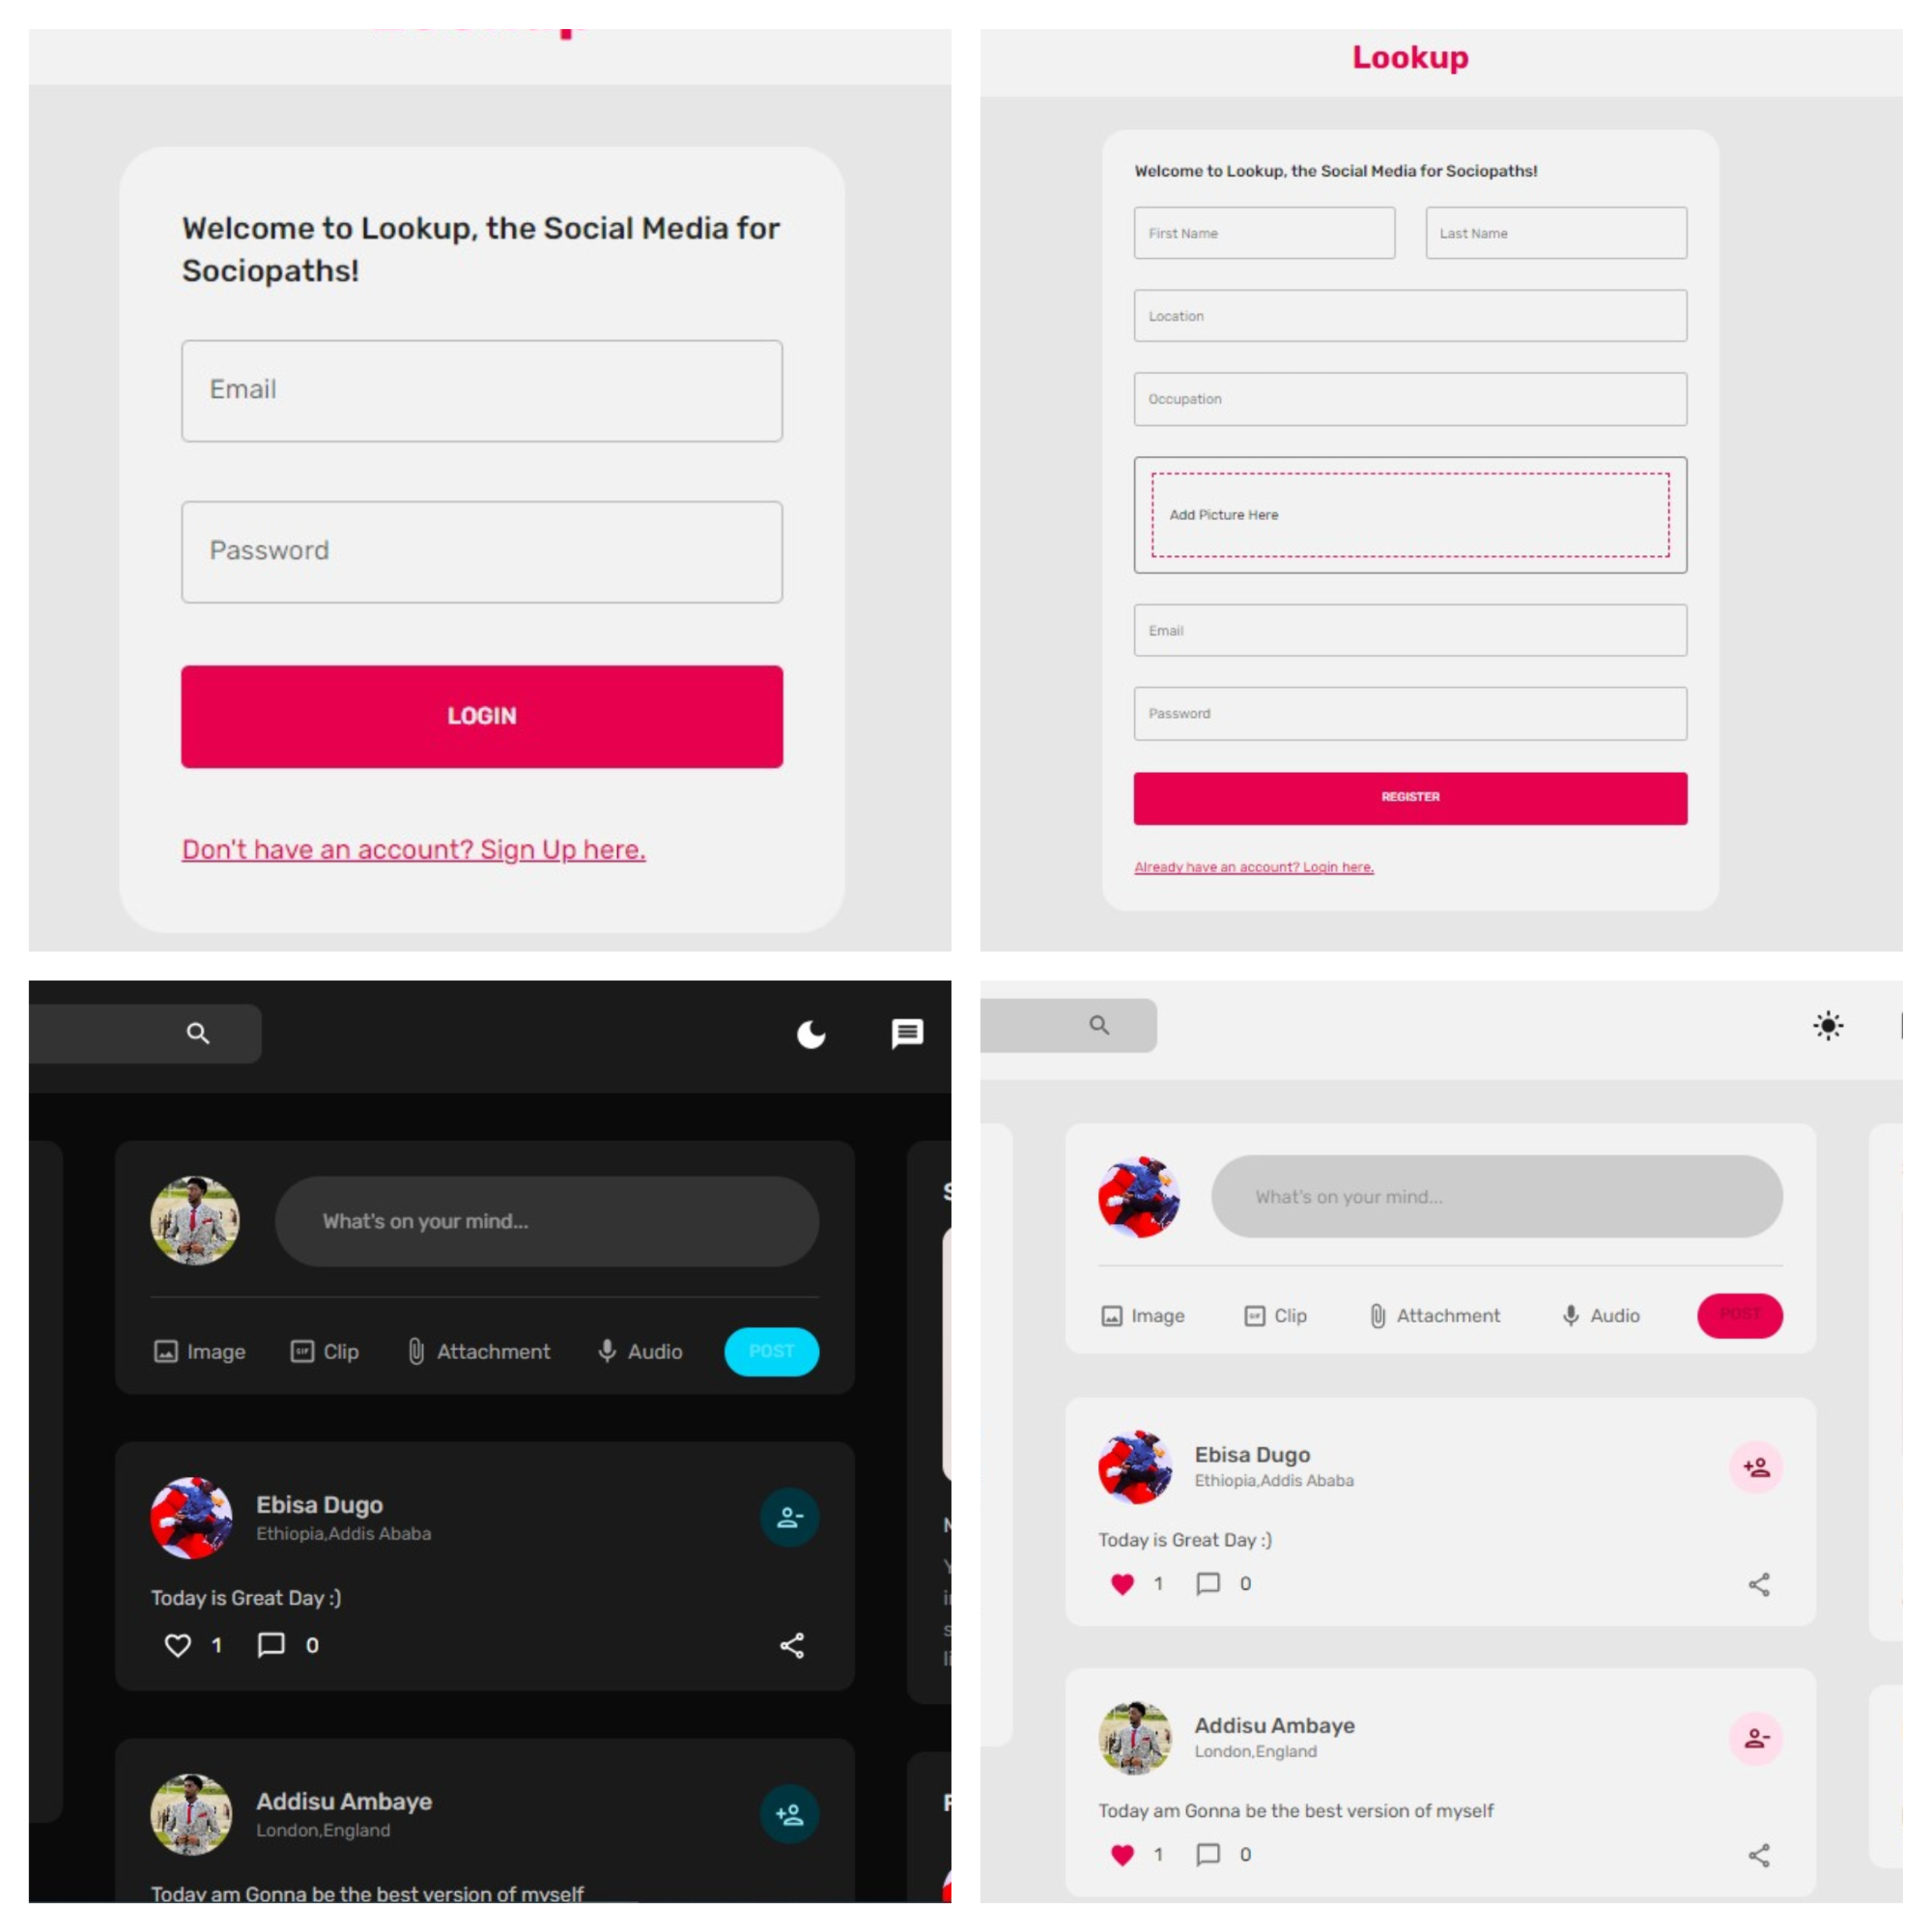 Welcome to Lookup, the Social Media for
Sociopaths!
Email
Password
LOGIN
Don't have an account? Sign Up here.
Lookup
Welcome to Lookup, the Social Media for Sociopaths!
First Name
Last Name
Location
Occupation
Add Picture Here
Email
Password
REGISTER
Already have an account? Login here.
What's on your mind...
Image
GIF
Clip
Attachment
Audio
POST
Ebisa Dugo
Ethiopia,Addis Ababa
Today is Great Day :)
1
0
Addisu Ambaye
London,England
Today am Gonna be the best version of myself
What's on your mind...
Image
GIF
Clip
Attachment
Audio
POST
Ebisa Dugo
Ethiopia,Addis Ababa
Today is Great Day :)
1
0
Addisu Ambaye
London,England
Today am Gonna be the best version of myself
1
0